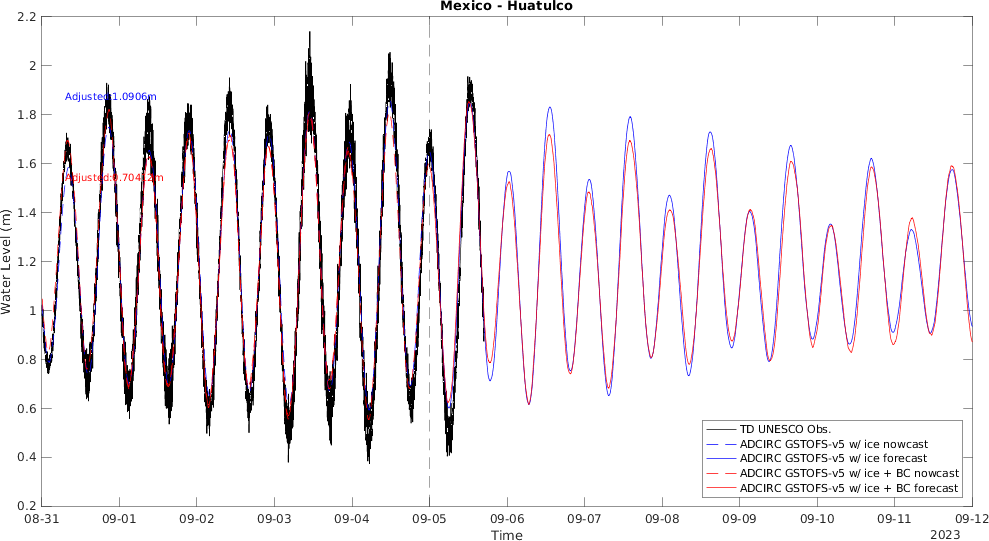 Mexico - Huatulco
2.2
2
1.8
1.6
1.4
1.2
1
0.8
0.6
0.4
0.2
Water Level (m)
Adjusted:1.0906m
TD UNESCO Obs.
ADCIRC GSTOFS-v5 w/ ice nowcast
ADCIRC GSTOFS-v5 w/ ice forecast
ADCIRC GSTOFS-v5 w/ ice + BC nowcast
ADCIRC GSTOFS-v5 w/ ice + BC forecast
08-31 09-01 09-02 09-03 09-04 09-05 09-06 09-07 09-08 09-09 09-10 09-11 09-12
Time
2023